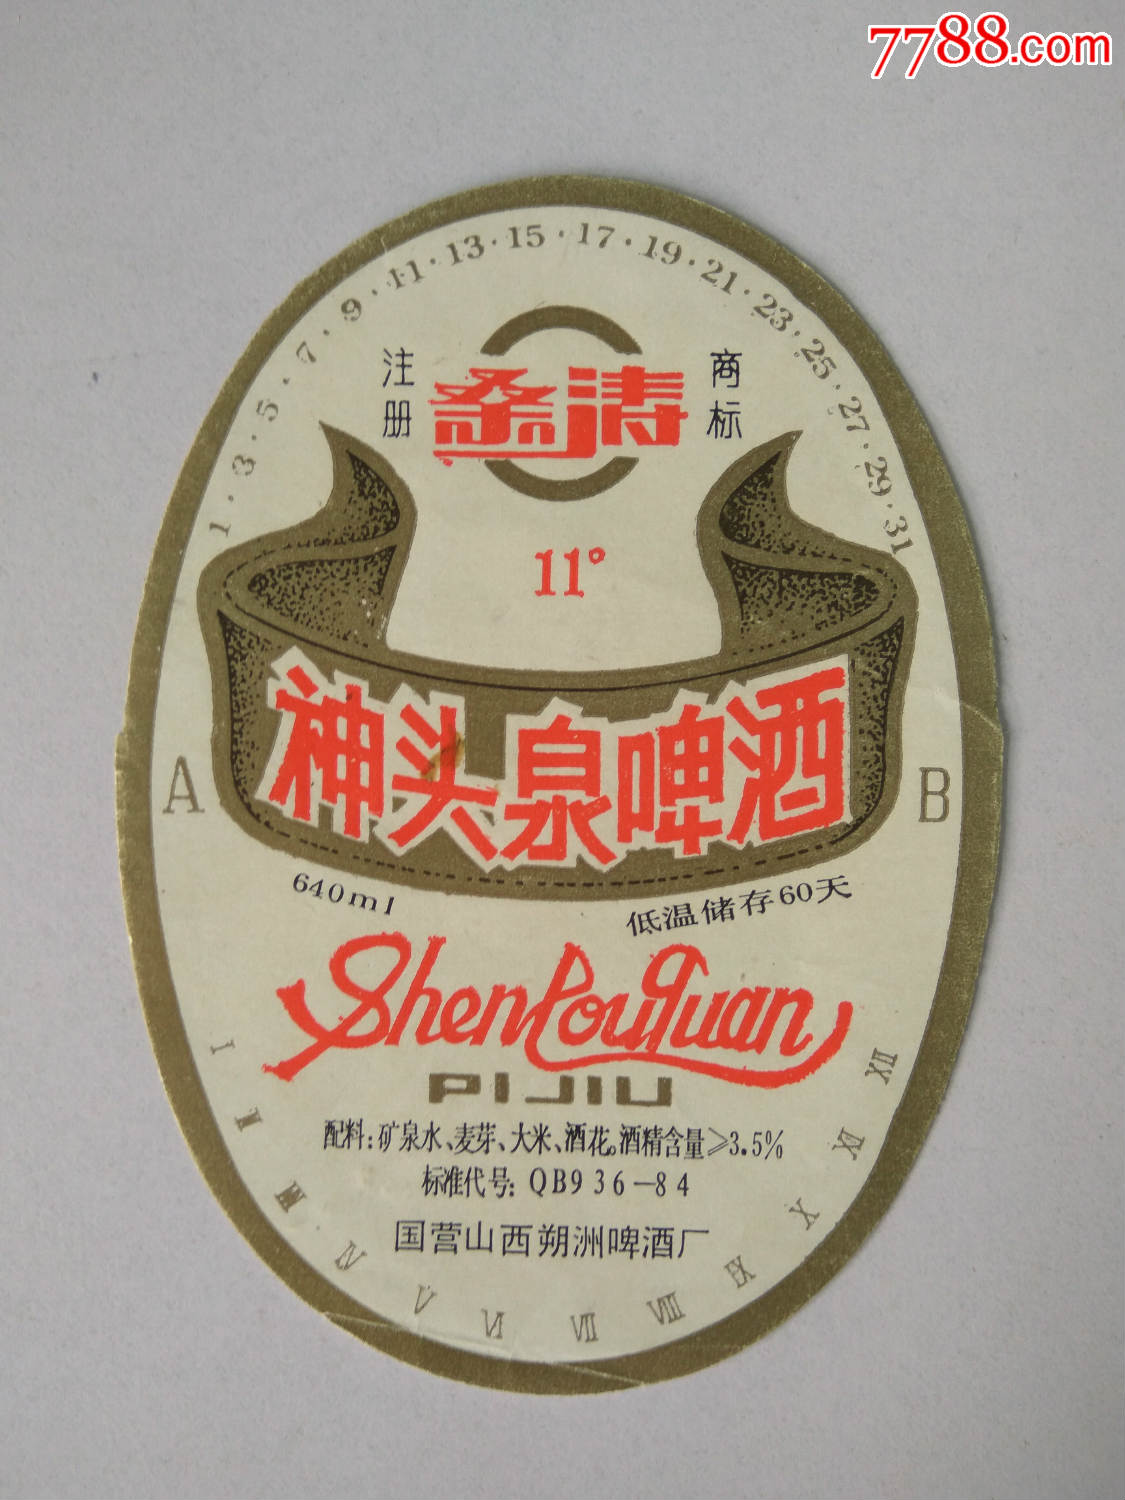 7788.com
1·3·5·7·9·11·13·15·17·19·21·23·25·27·29·31
注册 桑涛 商标
11°
神头泉啤酒
A B
640ml 低温储存60天
ShenTouQuan
PIJIU
配料:矿泉水、麦芽、大米、酒花。酒精含量≥3.5%
标准代号:QB936-84
国营山西朔洲啤酒厂
I II III IV V VI VII VIII IX X XI XII